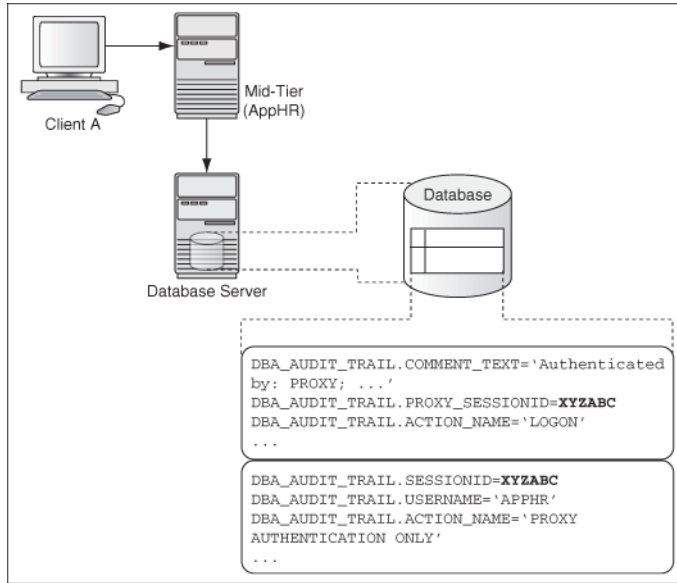 Client A
Mid-Tier
(AppHR)
Database Server
Database
DBA_AUDIT_TRAIL.COMMENT_TEXT=‘Authenticated
by: PROXY; ...’
DBA_AUDIT_TRAIL.PROXY_SESSIONID=XYZABC
DBA_AUDIT_TRAIL.ACTION_NAME=‘LOGON’
...
DBA_AUDIT_TRAIL.SESSIONID=XYZABC
DBA_AUDIT_TRAIL.USERNAME=‘APPHR’
DBA_AUDIT_TRAIL.ACTION_NAME=‘PROXY
AUTHENTICATION ONLY’
...